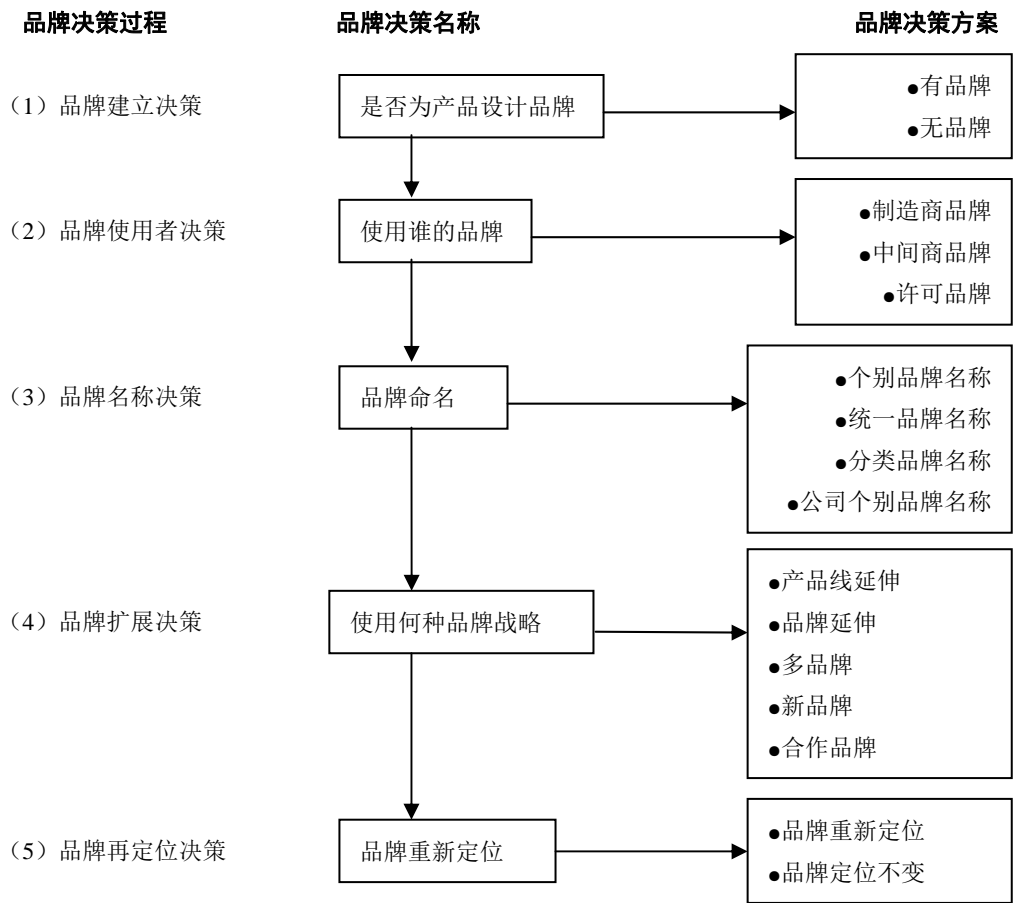 品牌决策过程 品牌决策名称 品牌决策方案
（1）品牌建立决策
是否为产品设计品牌
●有品牌
●无品牌
（2）品牌使用者决策
使用谁的品牌
●制造商品牌
●中间商品牌
●许可品牌
（3）品牌名称决策
品牌命名
●个别品牌名称
●统一品牌名称
●分类品牌名称
●公司个别品牌名称
（4）品牌扩展决策
使用何种品牌战略
●产品线延伸
●品牌延伸
●多品牌
●新品牌
●合作品牌
（5）品牌再定位决策
品牌重新定位
●品牌重新定位
●品牌定位不变